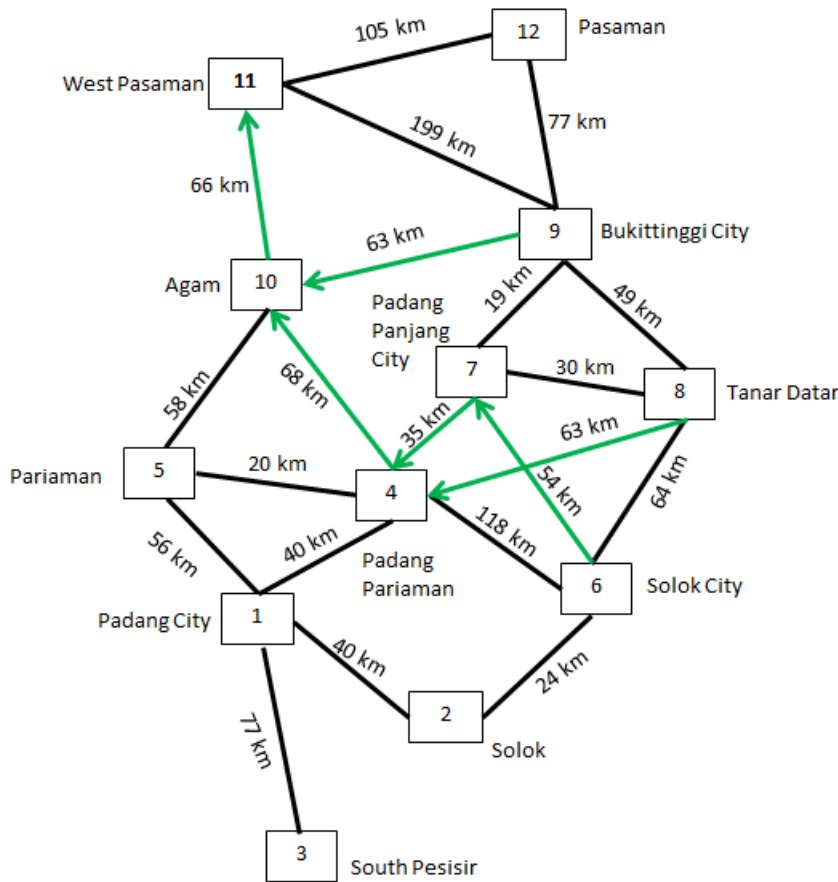 105 km
12
Pasaman
West Pasaman
11
199 km
77 km
66 km
63 km
9
Bukittinggi City
Agam
10
19 km
49 km
Padang
Panjang
City
7
30 km
8
Tanar Datar
58 km
68 km
35 km
63 km
Pariaman
5
20 km
4
54 km
64 km
118 km
56 km
40 km
Padang
Pariaman
6
Solok City
Padang City
1
40 km
24 km
2
Solok
77 km
3
South Pesisir